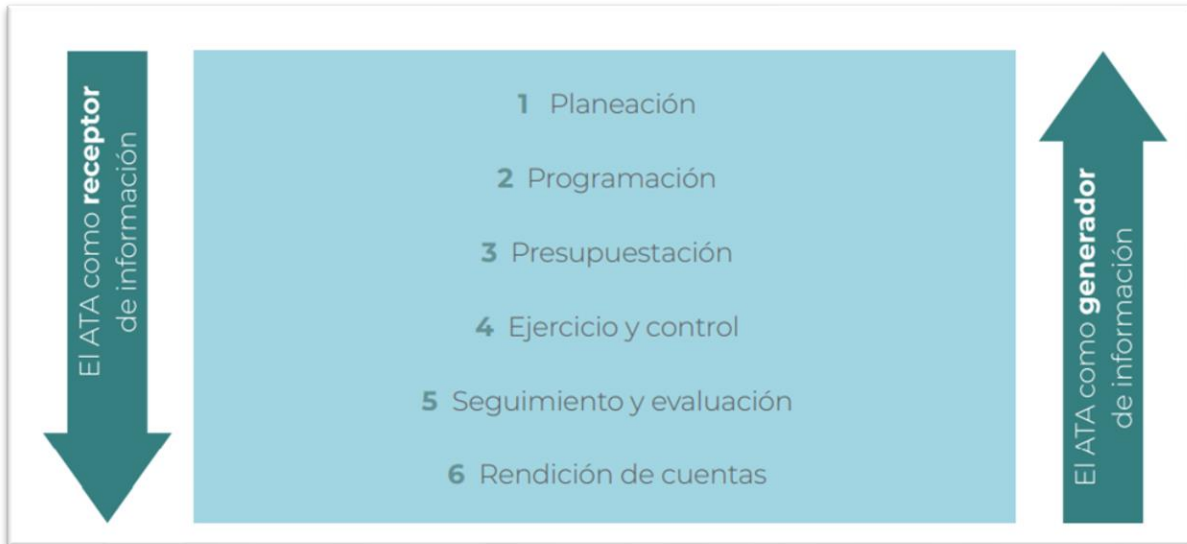 El ATA como receptor
de información
1 Planeación
2 Programación
3 Presupuestación
4 Ejercicio y control
5 Seguimiento y evaluación
6 Rendición de cuentas
El ATA como generador
de información